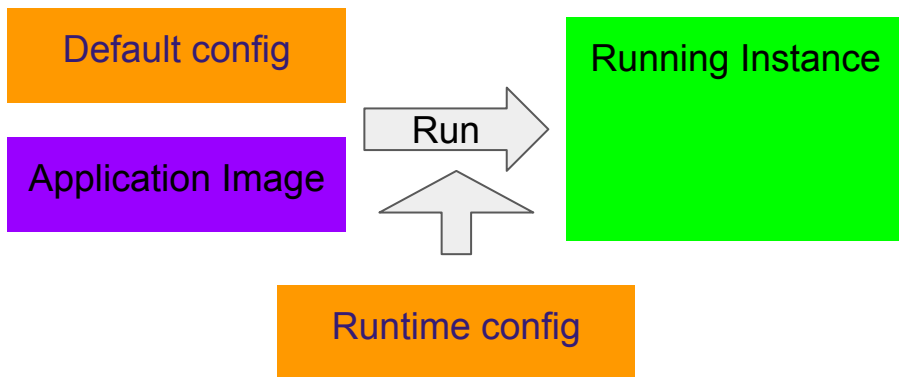 Default config
Running Instance
Run
Application Image
Runtime config